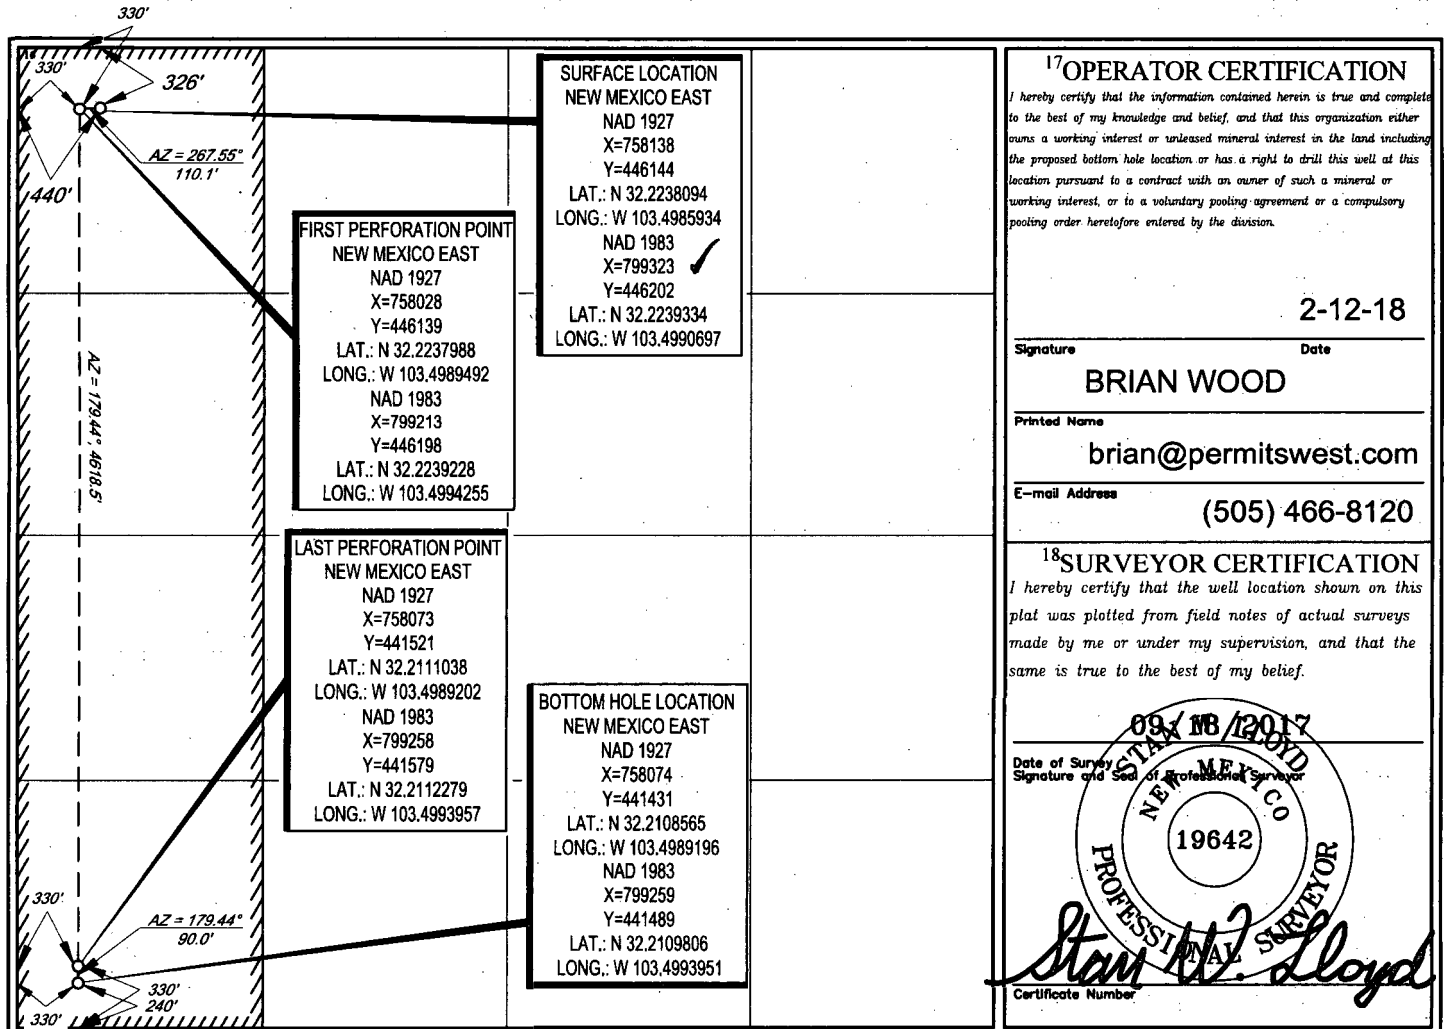 330'
330'
326'
AZ = 267.55°
110.1'
440'
SURFACE LOCATION
NEW MEXICO EAST
NAD 1927
X=758138
Y=446144
LAT.: N 32.2238094
LONG.: W 103.4985934
NAD 1983
X=799323
Y=446202
LAT.: N 32.2239334
LONG.: W 103.4990697
FIRST PERFORATION POINT
NEW MEXICO EAST
NAD 1927
X=758028
Y=446139
LAT.: N 32.2237988
LONG.: W 103.4989492
NAD 1983
X=799213
Y=446198
LAT.: N 32.2239228
LONG.: W 103.4994255
AZ = 179.44°, 4618.5'
LAST PERFORATION POINT
NEW MEXICO EAST
NAD 1927
X=758073
Y=441521
LAT.: N 32.2111038
LONG.: W 103.4989202
NAD 1983
X=799258
Y=441579
LAT.: N 32.2112279
LONG.: W 103.4993957
BOTTOM HOLE LOCATION
NEW MEXICO EAST
NAD 1927
X=758074
Y=441431
LAT.: N 32.2108565
LONG.: W 103.4989196
NAD 1983
X=799259
Y=441489
LAT.: N 32.2109806
LONG.: W 103.4993951
330'
AZ = 179.44°
90.0'
330'
240'
330'
17 OPERATOR CERTIFICATION
I hereby certify that the information contained herein is true and complete
to the best of my knowledge and belief, and that this organization either
owns a working interest or unleased mineral interest in the land including
the proposed bottom hole location or has a right to drill this well at this
location pursuant to a contract with an owner of such a mineral or
working interest, or to a voluntary pooling agreement or a compulsory
pooling order heretofore entered by the division.
2-12-18
Signature Date
BRIAN WOOD
Printed Name
brian@permitswest.com
E-mail Address
(505) 466-8120
18 SURVEYOR CERTIFICATION
I hereby certify that the well location shown on this
plat was plotted from field notes of actual surveys
made by me or under my supervision, and that the
same is true to the best of my belief.
09/18/2017
Date of Survey
Signature and Seal of Professional Surveyor
STAN W. LLOYD
NEW MEXICO
19642
PROFESSIONAL SURVEYOR
Stan W. Lloyd
Certificate Number